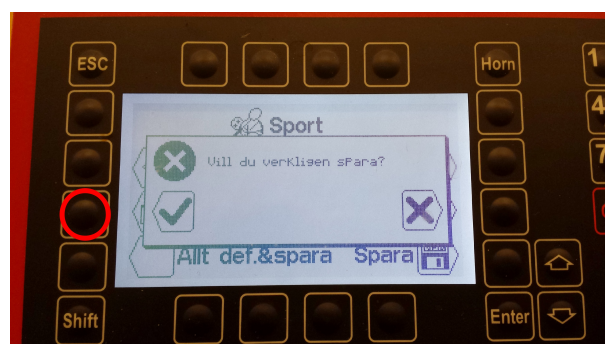 ESC
Horn
1
Sport
4
Vill du verkligen spara?
7
Allt def.&spara
Spara
Shift
Enter